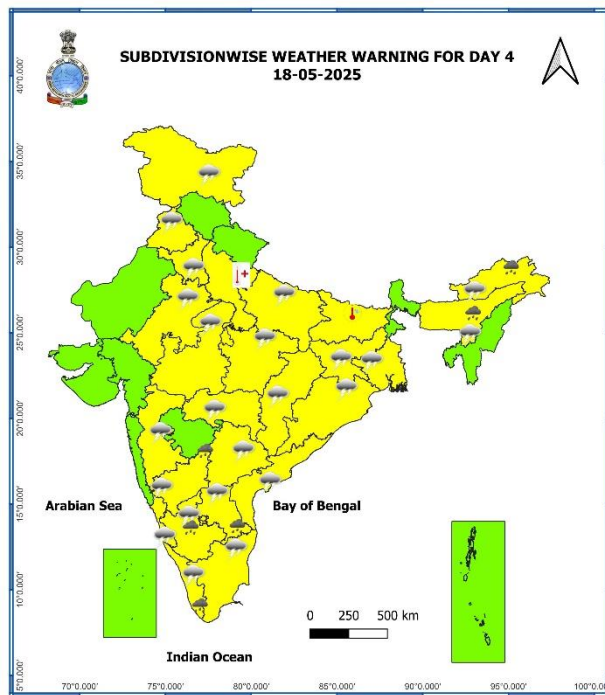 SUBDIVISIONWISE WEATHER WARNING FOR DAY 4
18-05-2025
40°0.000'
35°0.000'
30°0.000'
25°0.000'
20°0.000'
15°0.000'
10°0.000'
5°0.000'
Arabian Sea
Bay of Bengal
0 250 500 km
Indian Ocean
70°0.000' 75°0.000' 80°0.000' 85°0.000' 90°0.000' 95°0.000' 100°0.000'